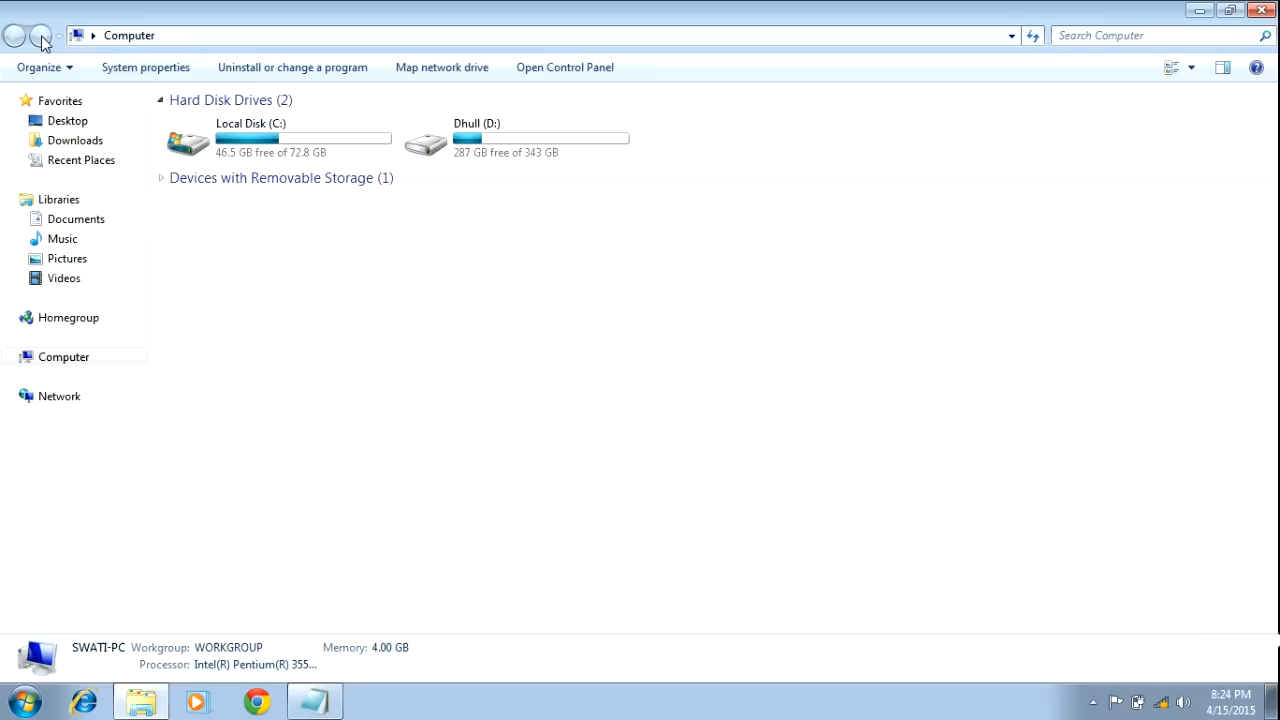 Computer
Search Computer
Organize System properties Uninstall or change a program Map network drive Open Control Panel
Favorites
Desktop
Downloads
Recent Places
Libraries
Documents
Music
Pictures
Videos
Homegroup
Computer
Network
Hard Disk Drives (2)
Local Disk (C:)
46.5 GB free of 72.8 GB
Dhull (D:)
287 GB free of 343 GB
Devices with Removable Storage (1)
SWATI-PC Workgroup: WORKGROUP Memory: 4.00 GB
Processor: Intel(R) Pentium(R) 355...
8:24 PM
4/15/2015